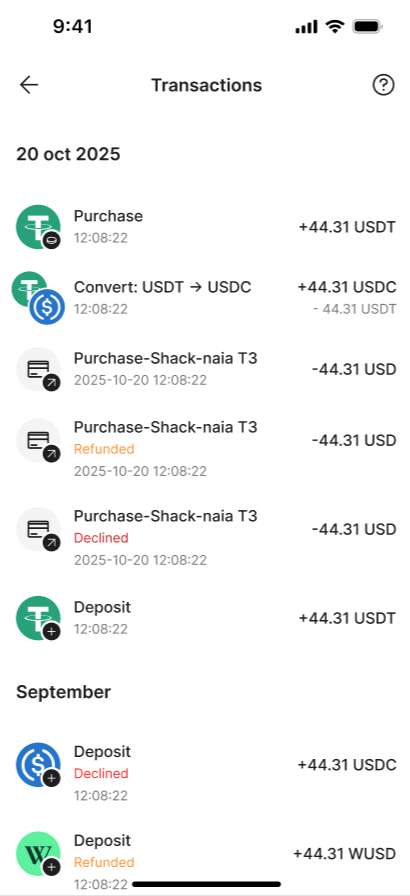 9:41
Transactions
20 oct 2025
Purchase
+44.31 USDT
12:08:22
Convert: USDT → USDC
+44.31 USDC
12:08:22
- 44.31 USDT
Purchase-Shack-naia T3
-44.31 USD
2025-10-20 12:08:22
Purchase-Shack-naia T3
-44.31 USD
Refunded
2025-10-20 12:08:22
Purchase-Shack-naia T3
-44.31 USD
Declined
2025-10-20 12:08:22
Deposit
+44.31 USDT
12:08:22
September
Deposit
+44.31 USDC
Declined
12:08:22
Deposit
+44.31 WUSD
Refunded
12:08:22